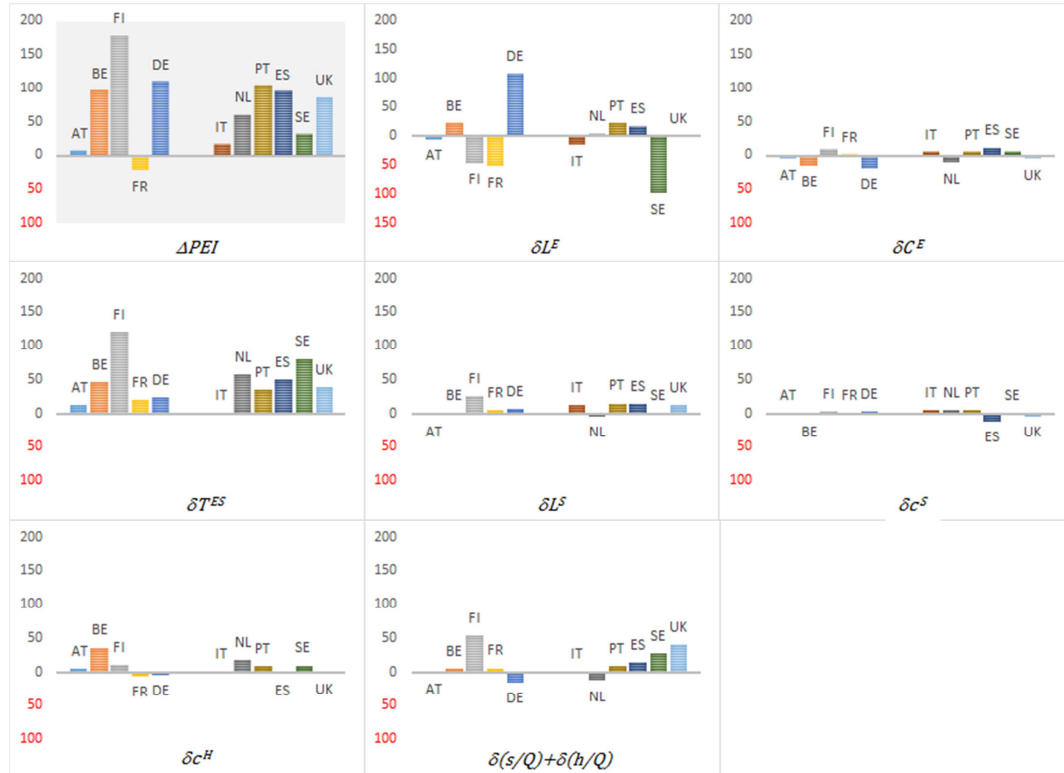 200
150
100
50
0
50
100
AT
BE
FI
FR
DE
IT
NL
PT
ES
SE
UK
ΔPEI
200
150
100
50
0
50
100
150
AT
BE
FI
FR
DE
IT
NL
PT
ES
SE
UK
δL^E
200
150
100
50
0
50
100
AT
BE
FI
FR
DE
IT
NL
PT
ES
SE
UK
δC^E
200
150
100
50
0
50
100
AT
BE
FI
FR
DE
IT
NL
PT
ES
SE
UK
δT^ES
200
150
100
50
0
50
100
AT
BE
FI
FR
DE
IT
NL
PT
ES
SE
UK
δL^S
200
150
100
50
0
50
100
AT
BE
FI
FR
DE
IT
NL
PT
ES
SE
UK
δc^S
200
150
100
50
0
50
100
AT
BE
FI
FR
DE
IT
NL
PT
ES
SE
UK
δc^H
200
150
100
50
0
50
100
AT
BE
FI
FR
DE
IT
NL
PT
ES
SE
UK
δ(s/Q)+δ(h/Q)